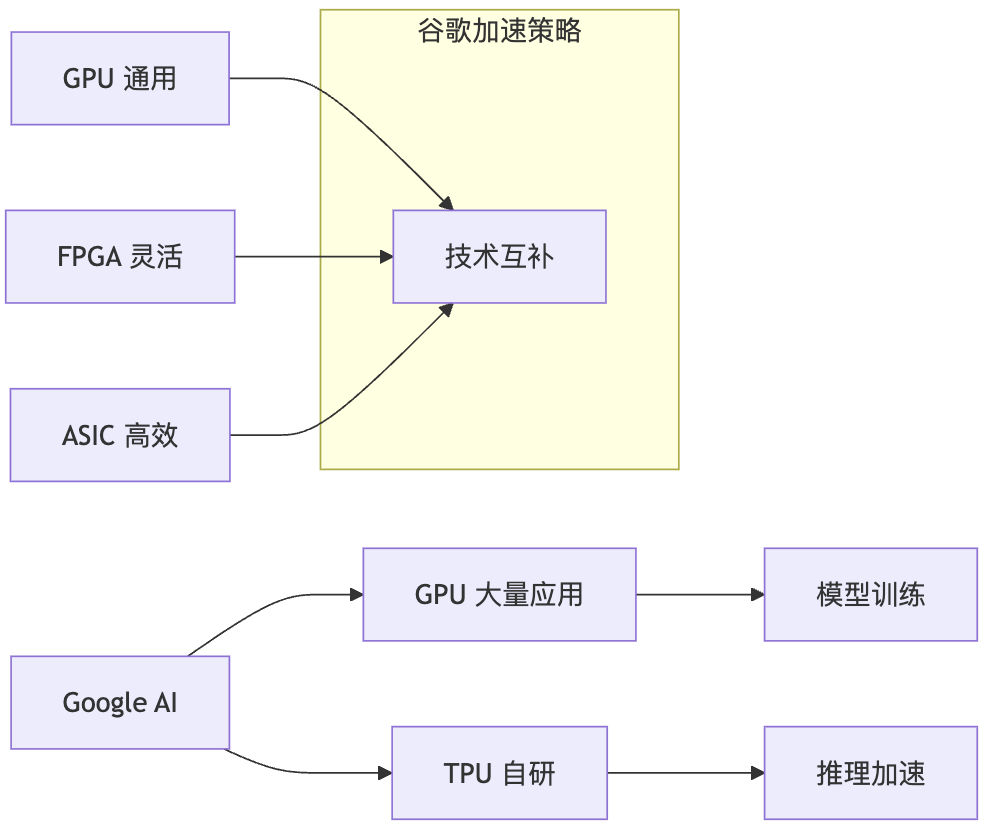 谷歌加速策略
GPU 通用
FPGA 灵活
技术互补
ASIC 高效
GPU 大量应用
模型训练
Google AI
TPU 自研
推理加速